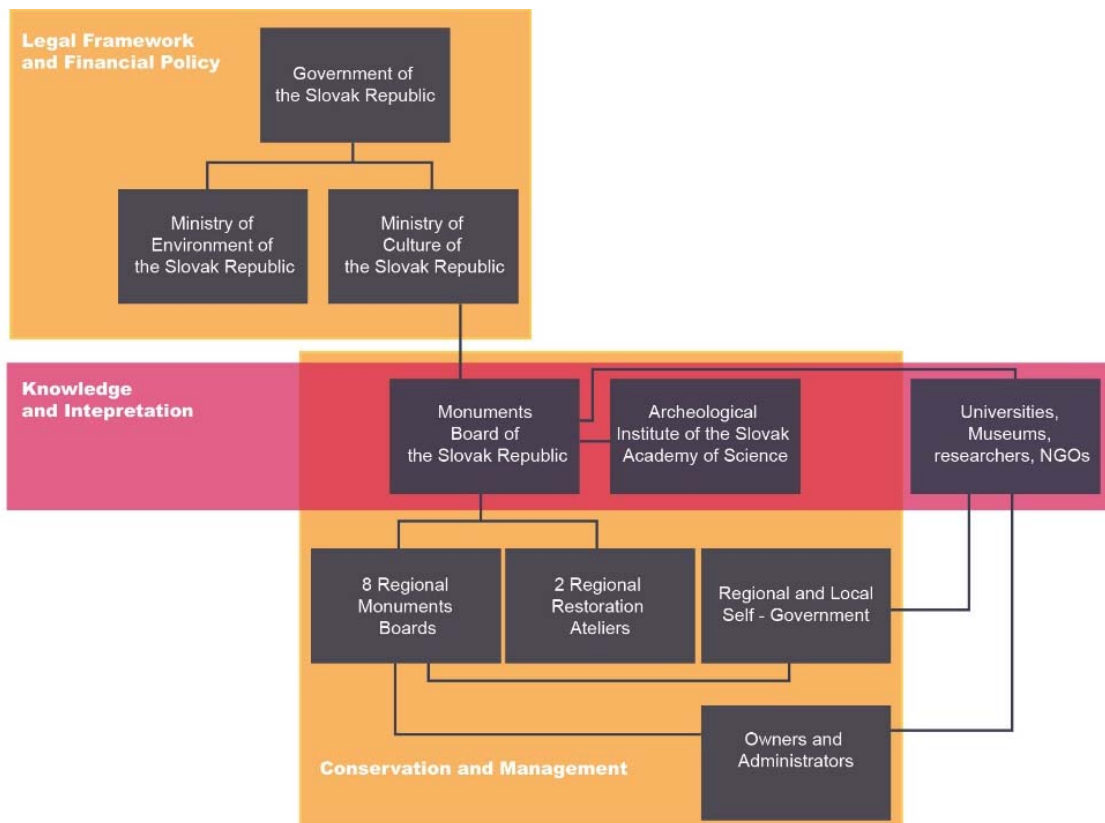 Legal Framework
and Financial Policy
Government of
the Slovak Republic
Ministry of
Environment of
the Slovak Republic
Ministry of
Culture of
the Slovak Republic
Knowledge
and Intepretation
Monuments
Board of
the Slovak Republic
Archeological
Institute of the Slovak
Academy of Science
Universities,
Museums,
researchers, NGOs
8 Regional
Monuments
Boards
2 Regional
Restoration
Ateliers
Regional and Local
Self - Government
Owners and
Administrators
Conservation and Management